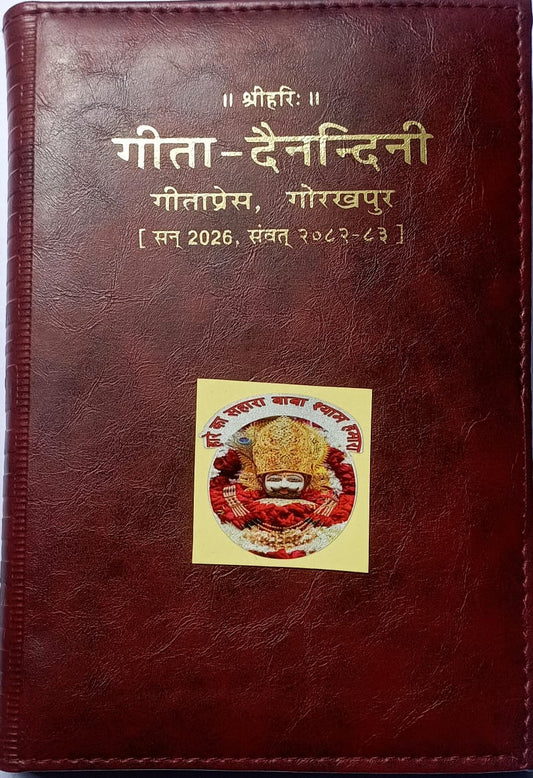 ॥ श्रीहरिः ॥
गीता-दैनन्दिनी
गीताप्रेस, गोरखपुर
[ सन् 2026, संवत् २०८२-८३ ]
हारे का सहारा बाबा श्याम हमारा